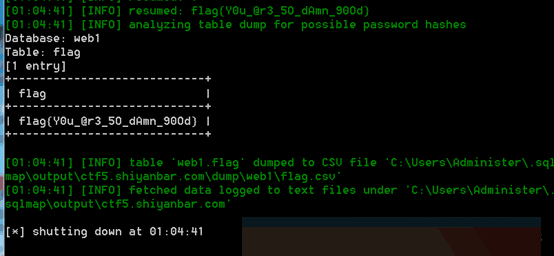 [01:04:41] [INFO] resumed: flag{Y0u_@r3_5O_dAmn_90Od}
[01:04:41] [INFO] analyzing table dump for possible password hashes
Database: web1
Table: flag
[1 entry]
+----------------------------+
| flag                       |
+----------------------------+
| flag{Y0u_@r3_5O_dAmn_90Od} |
+----------------------------+
[01:04:41] [INFO] table 'web1.flag' dumped to CSV file 'C:\Users\Administer\.sql
map\output\ctf5.shiyanbar.com\dump\web1\flag.csv'
[01:04:41] [INFO] fetched data logged to text files under 'C:\Users\Administer\.
sqlmap\output\ctf5.shiyanbar.com'
[*] shutting down at 01:04:41